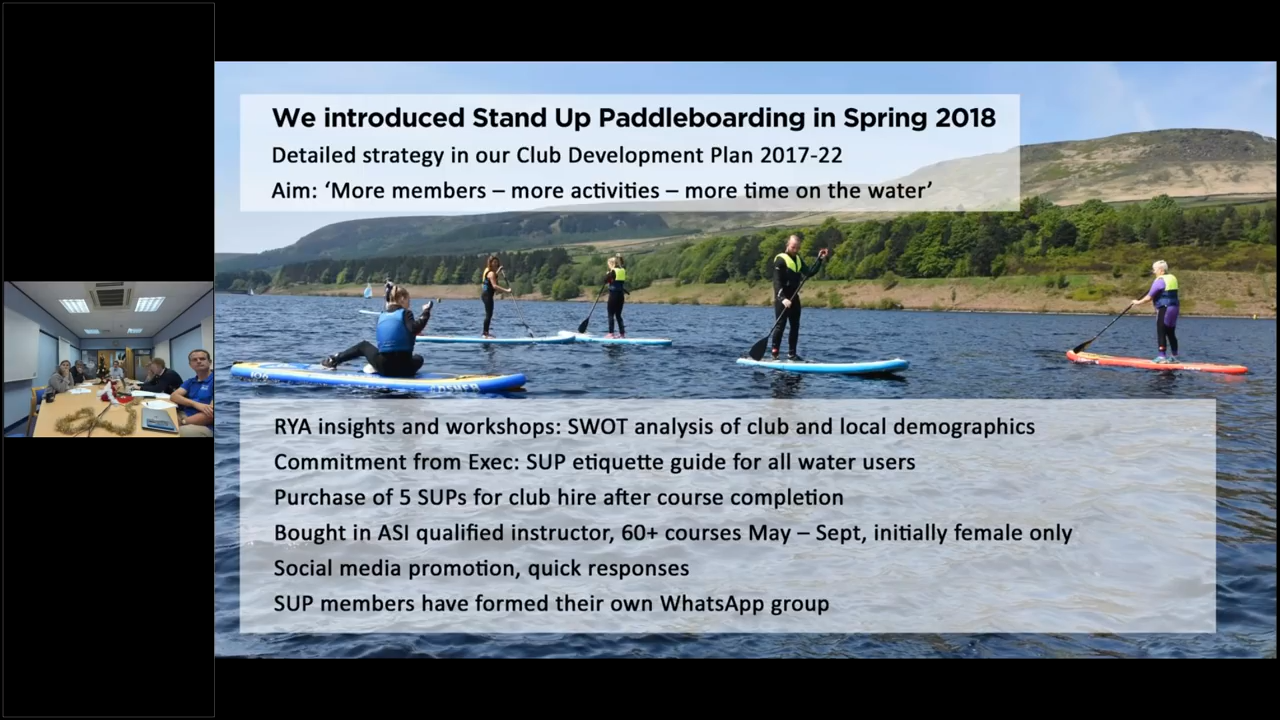 We introduced Stand Up Paddleboarding in Spring 2018
Detailed strategy in our Club Development Plan 2017-22
Aim: ‘More members – more activities – more time on the water’
RYA insights and workshops: SWOT analysis of club and local demographics
Commitment from Exec: SUP etiquette guide for all water users
Purchase of 5 SUPs for club hire after course completion
Bought in ASI qualified instructor, 60+ courses May – Sept, initially female only
Social media promotion, quick responses
SUP members have formed their own WhatsApp group